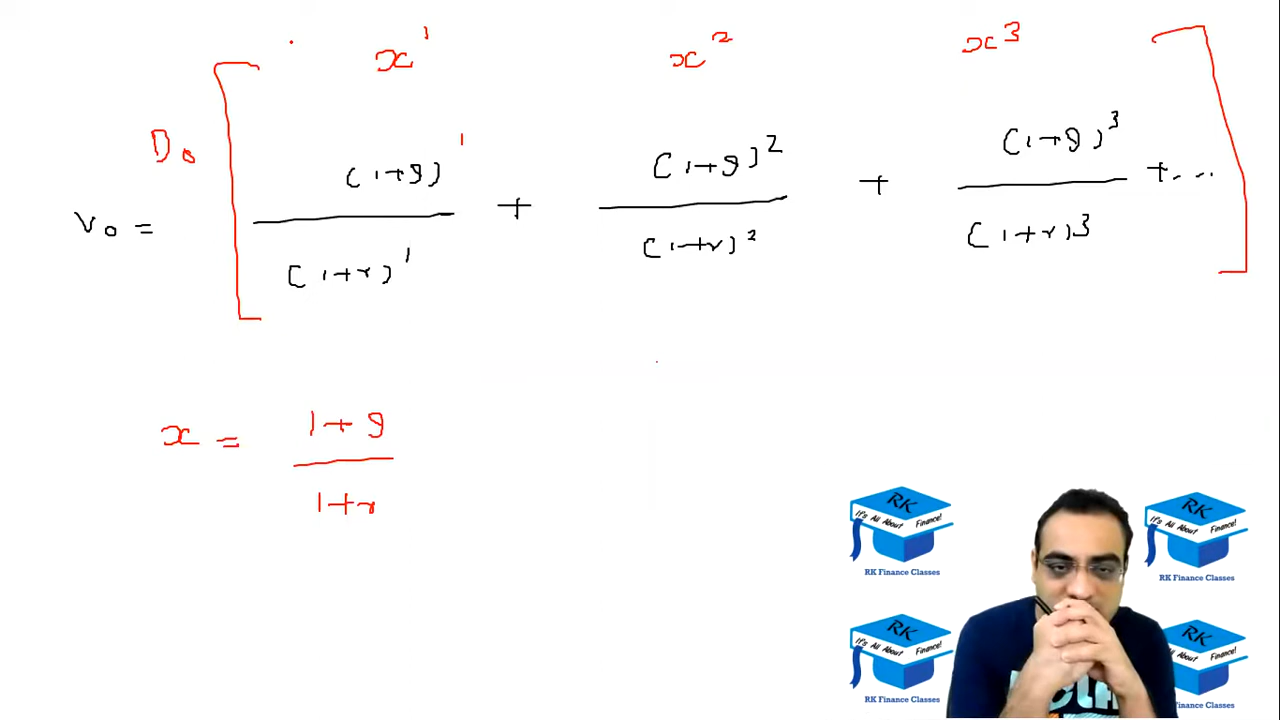 x¹ x² x³
V₀ = D₀ [ (1+g)¹ / (1+r)¹ + (1+g)² / (1+r)² + (1+g)³ / (1+r)³ +.... ]
x = 1+g / 1+r
RK
It's All About Finance!
RK Finance Classes
RK
It's All About Finance!
RK Finance Classes
RK
It's All About Finance!
RK Finance Classes
RK
It's All About Finance!
Classes